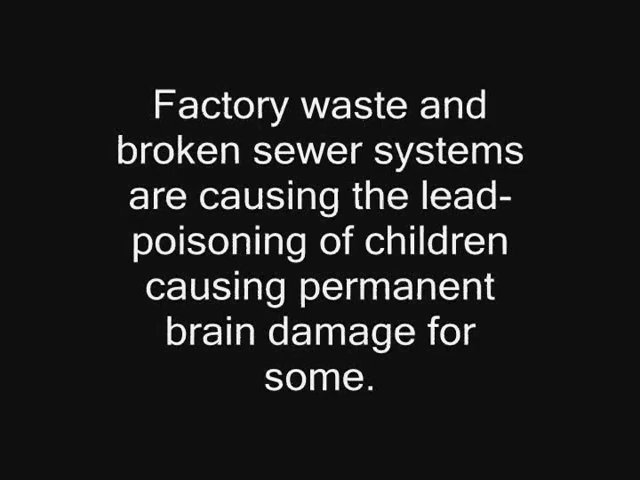 Factory waste and
broken sewer systems
are causing the lead-
poisoning of children
causing permanent
brain damage for
some.